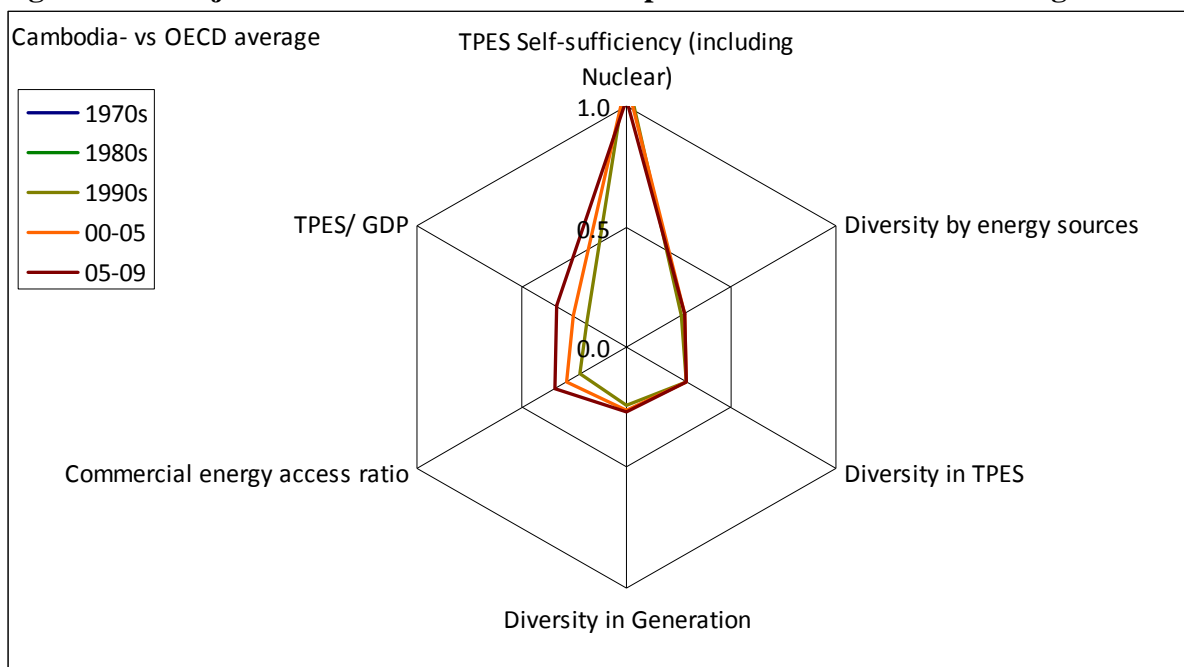 Cambodia- vs OECD average
TPES Self-sufficiency (including
Nuclear)
1970s
1980s
1990s
00-05
05-09
1.0
0.5
0.0
TPES/ GDP
Diversity by energy sources
Commercial energy access ratio
Diversity in TPES
Diversity in Generation